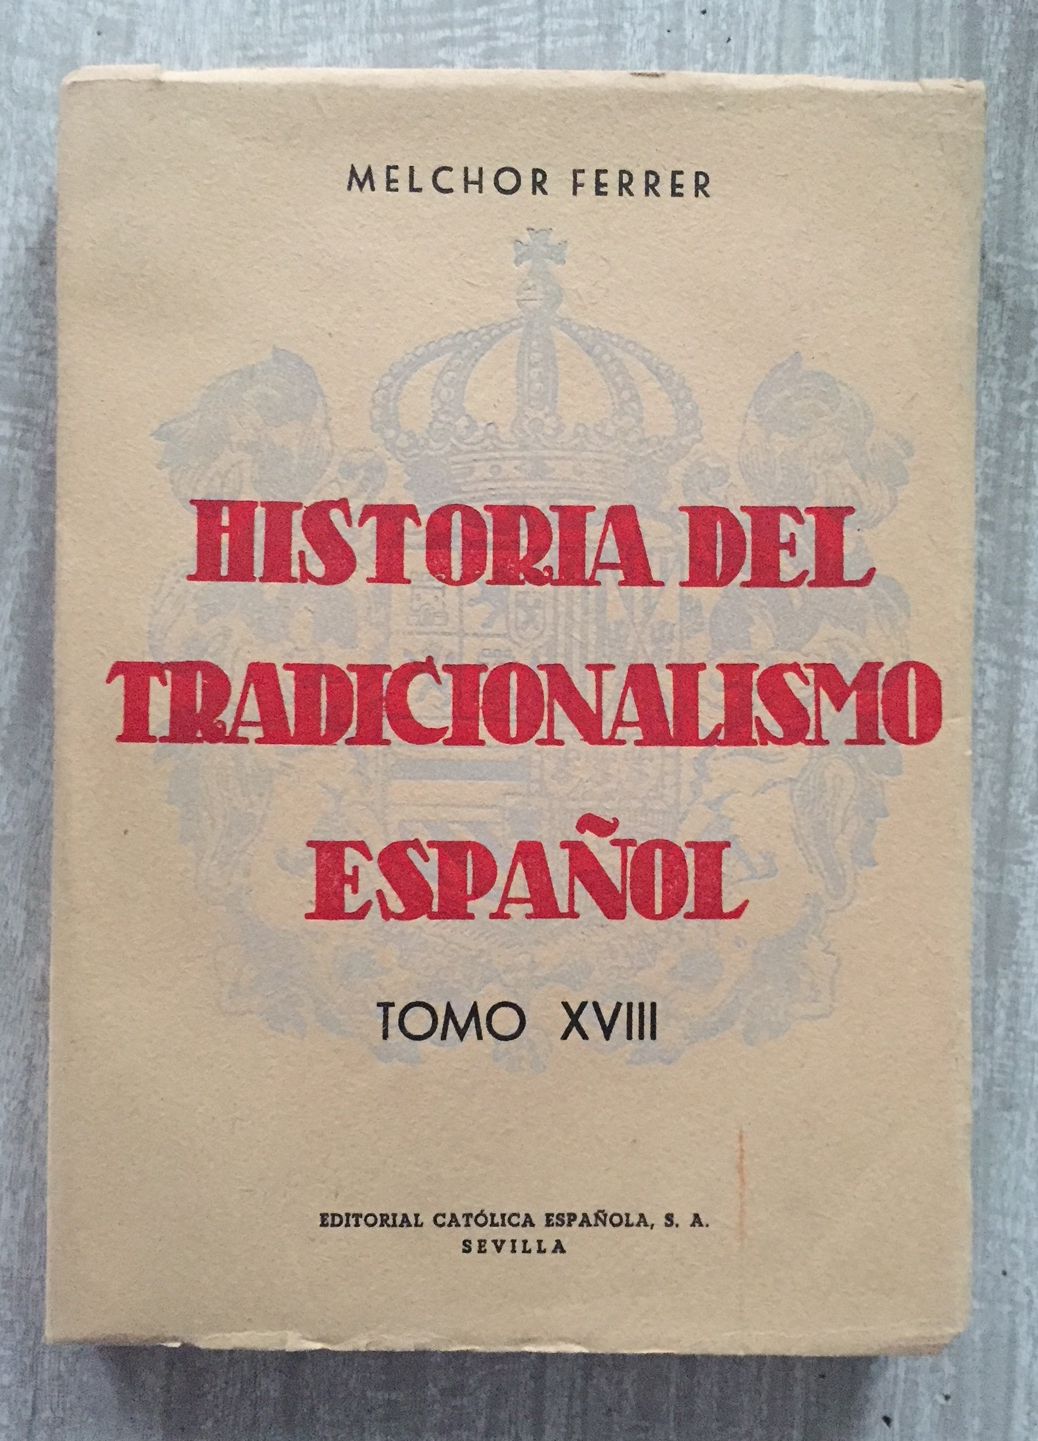 MELCHOR FERRER
HISTORIA DEL
TRADICIONALISMO
ESPAÑOL
TOMO XVIII
EDITORIAL CATÓLICA ESPAÑOLA, S. A.
SEVILLA